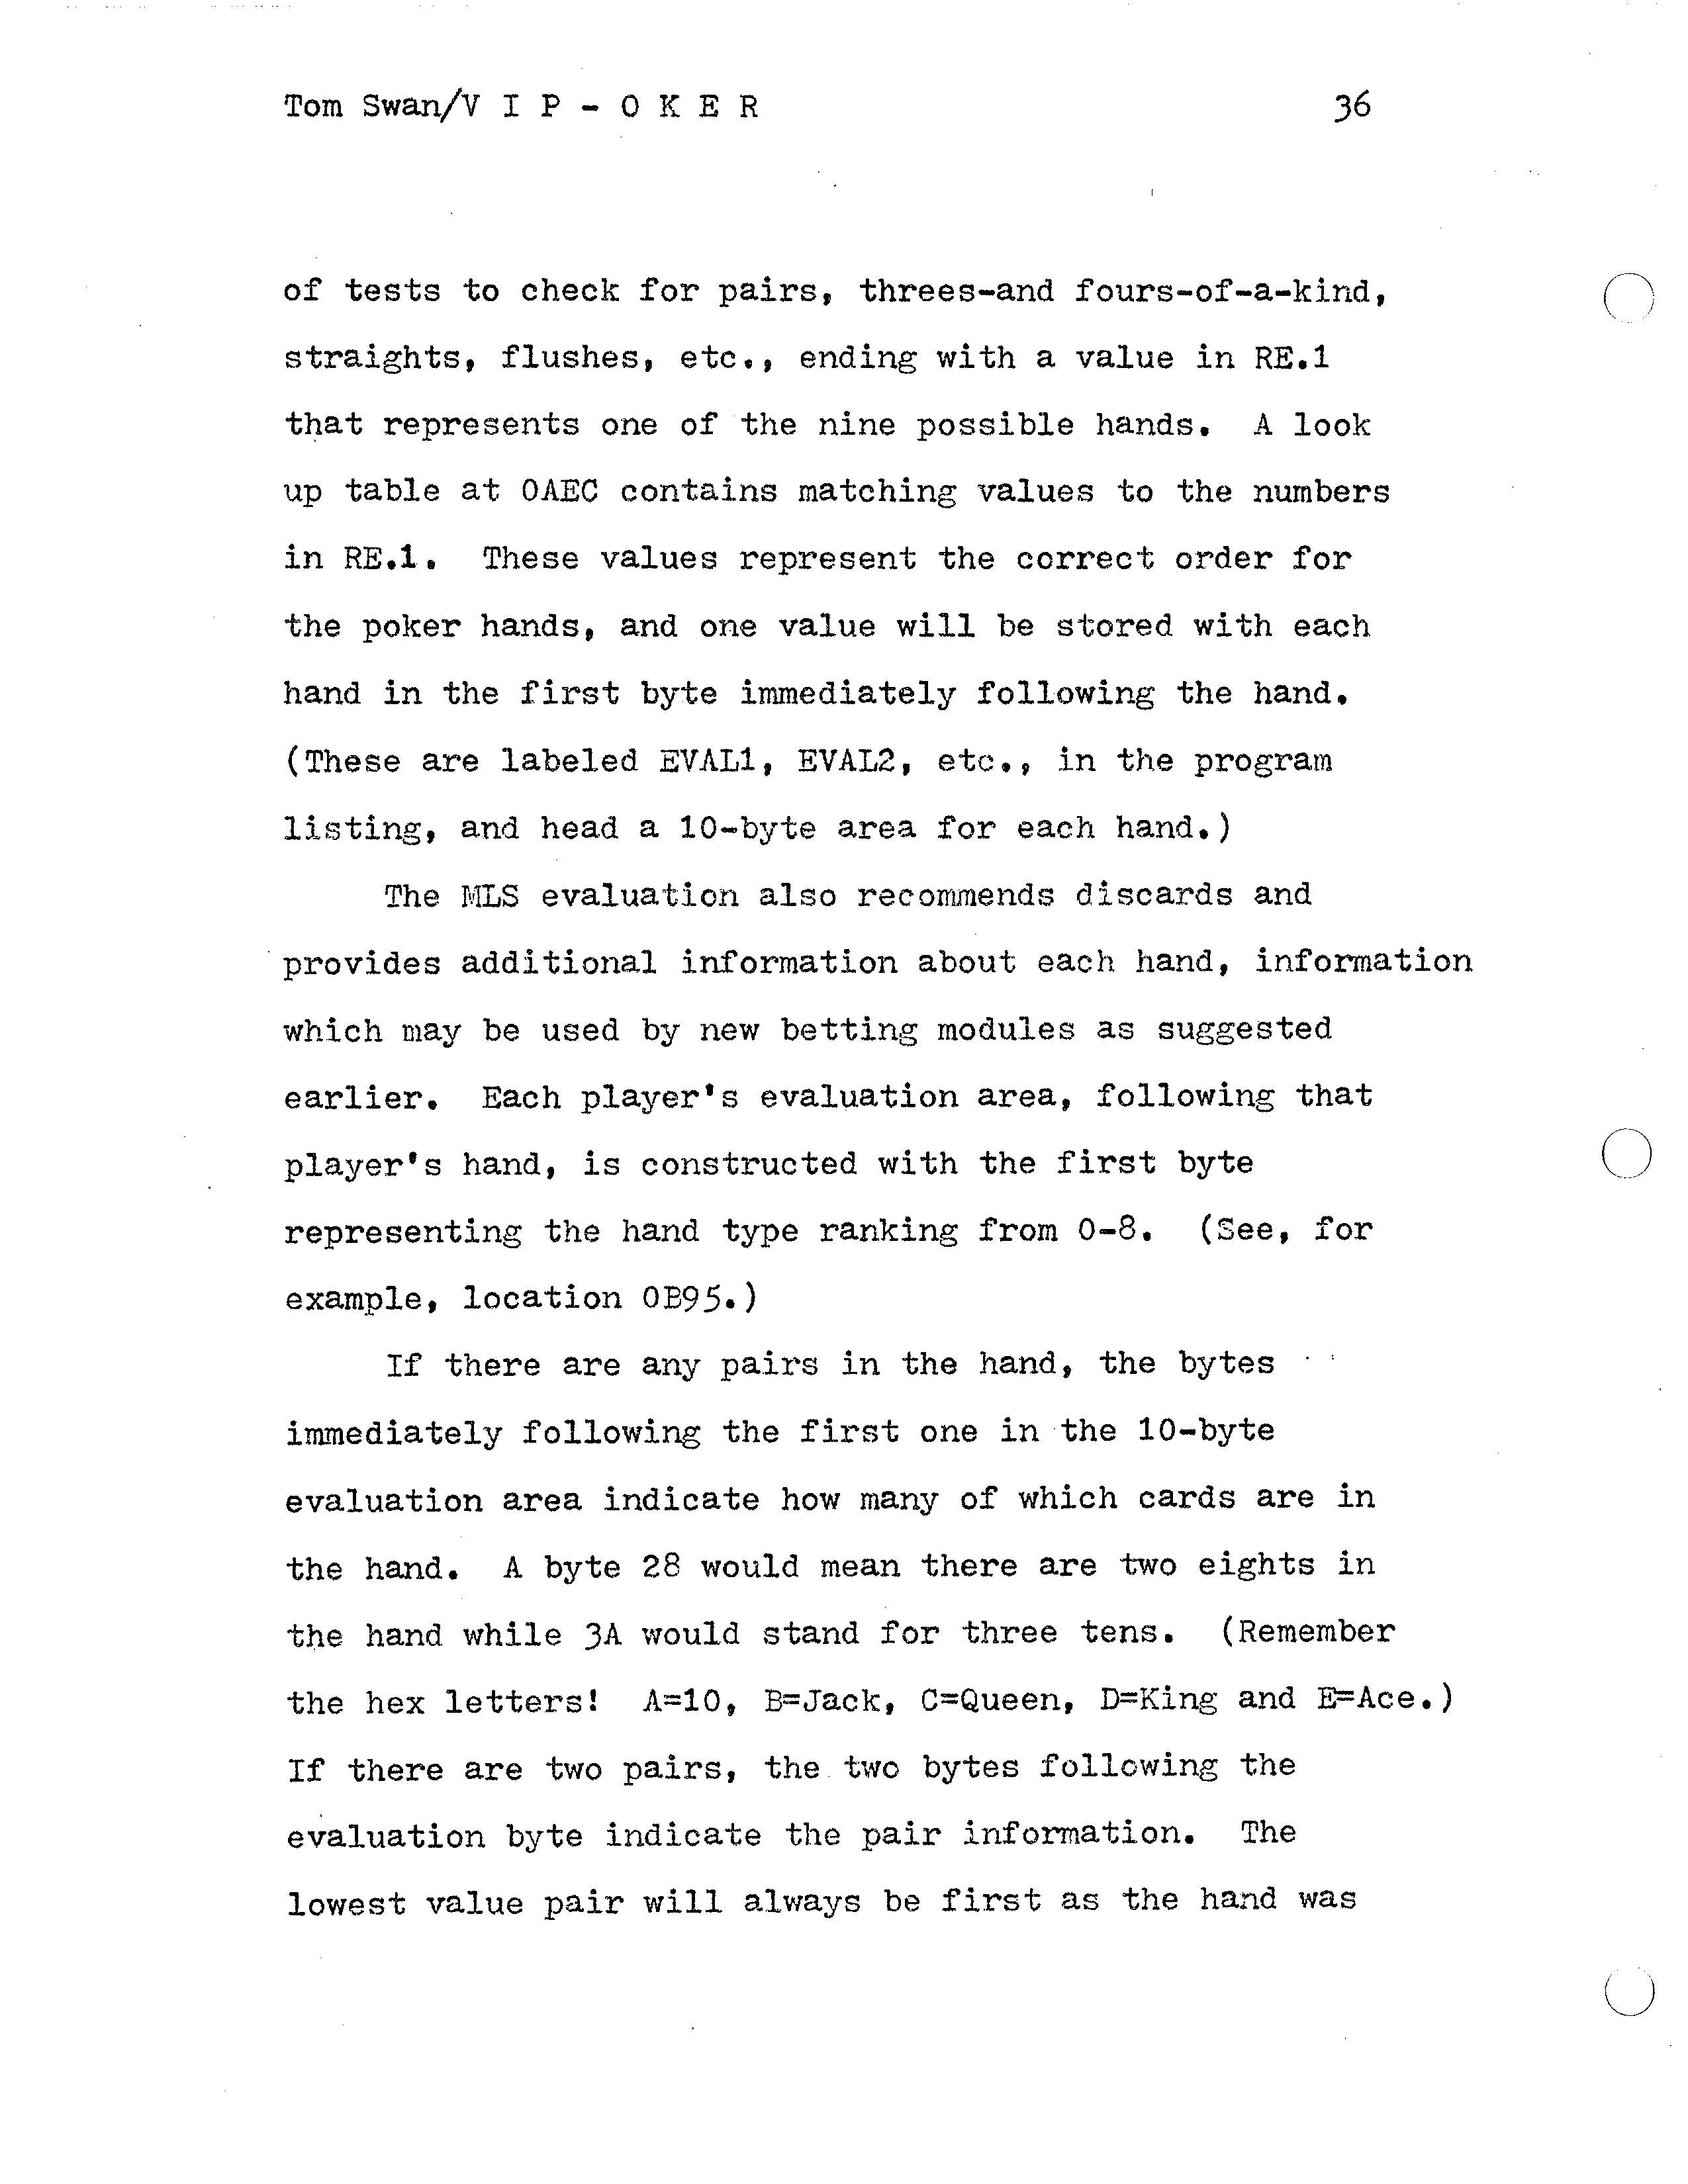 Tom Swan/V I P - O K E R 36
of tests to check for pairs, threes-and fours-of-a-kind,
straights, flushes, etc., ending with a value in RE.1
that represents one of the nine possible hands. A look
up table at 0AEC contains matching values to the numbers
in RE.1. These values represent the correct order for
the poker hands, and one value will be stored with each
hand in the first byte immediately following the hand.
(These are labeled EVAL1, EVAL2, etc., in the program
listing, and head a 10-byte area for each hand.)
The MLS evaluation also recommends discards and
provides additional information about each hand, information
which may be used by new betting modules as suggested
earlier. Each player's evaluation area, following that
player's hand, is constructed with the first byte
representing the hand type ranking from 0-8. (See, for
example, location 0B95.)
If there are any pairs in the hand, the bytes
immediately following the first one in the 10-byte
evaluation area indicate how many of which cards are in
the hand. A byte 28 would mean there are two eights in
the hand while 3A would stand for three tens. (Remember
the hex letters! A=10, B=Jack, C=Queen, D=King and E=Ace.)
If there are two pairs, the two bytes following the
evaluation byte indicate the pair information. The
lowest value pair will always be first as the hand was